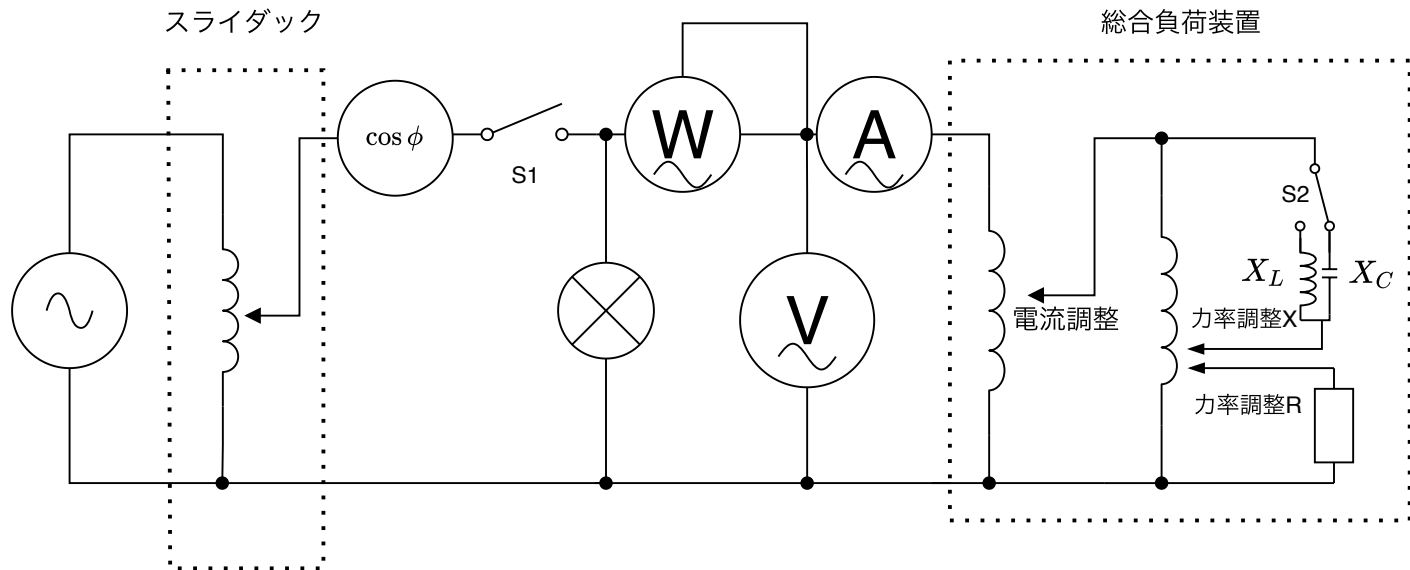 スライダック
総合負荷装置
cos ϕ
S1
W
A
V
電流調整
S2
X_L
X_C
力率調整X
力率調整R